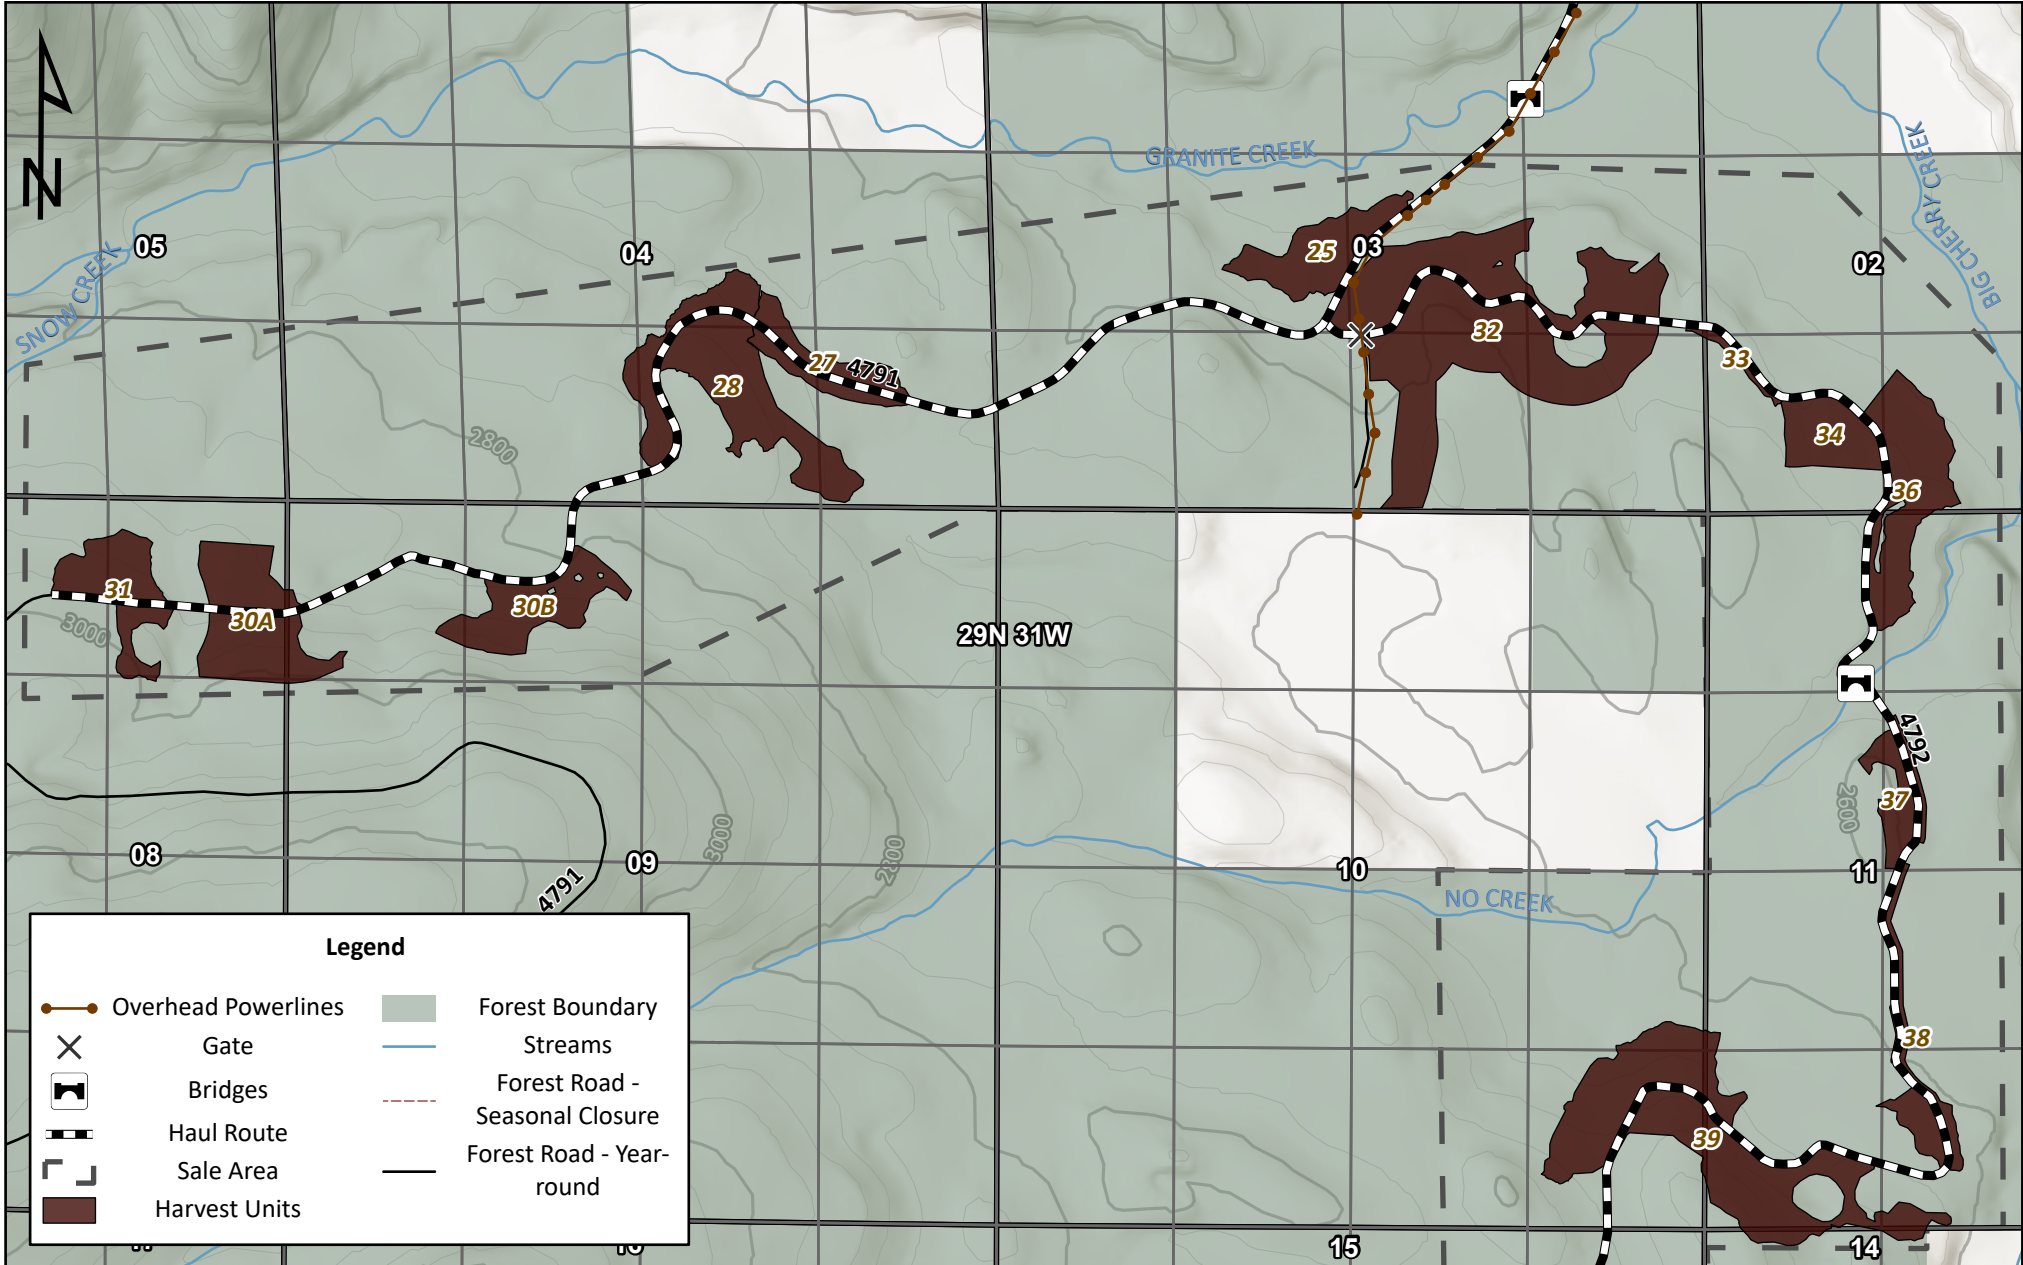 N
05
04
03
02
GRANITE CREEK
BIG CHERRY CREEK
SNOW CREEK
25
32
33
27
4791
28
34
36
2800
31
30A
30B
3000
29N 31W
4792
37
2600
08
09
10
11
3000
2800
4791
NO CREEK
38
39
15
14
Legend
Overhead Powerlines
Gate
Bridges
Haul Route
Sale Area
Harvest Units
Forest Boundary
Streams
Forest Road -
Seasonal Closure
Forest Road - Year-
round